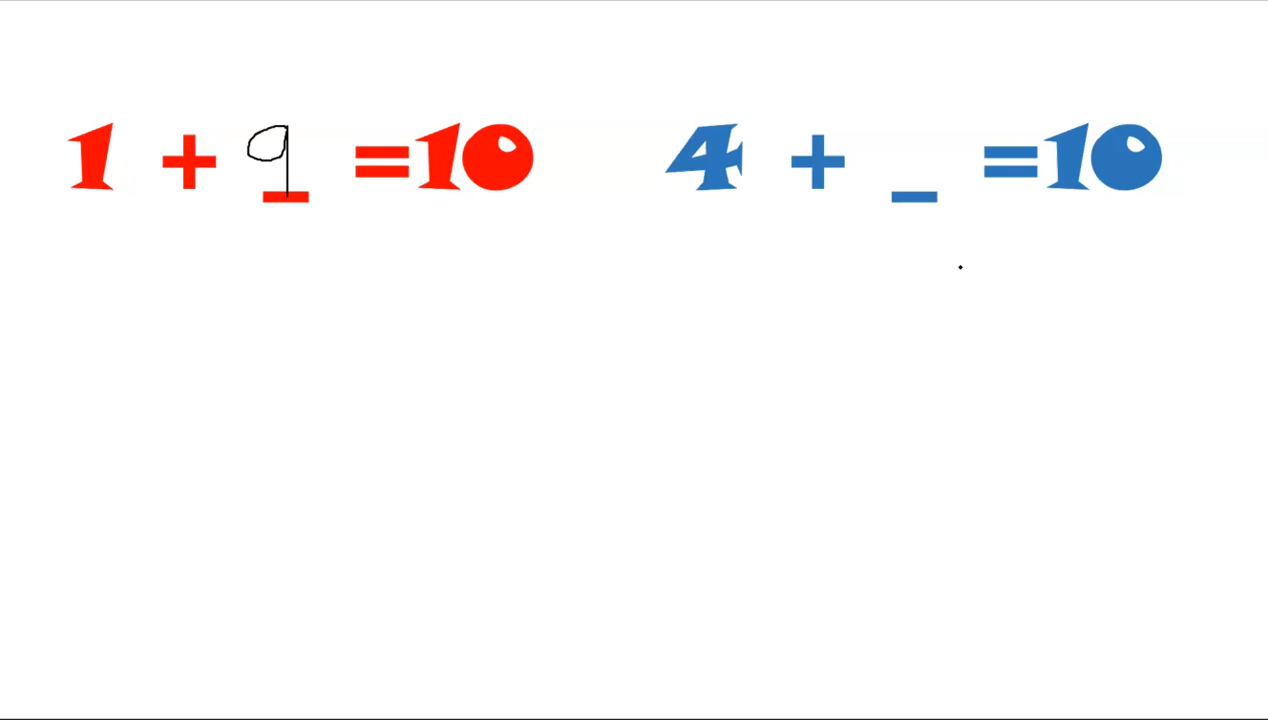 1 + 9 =10 4 + _ =10